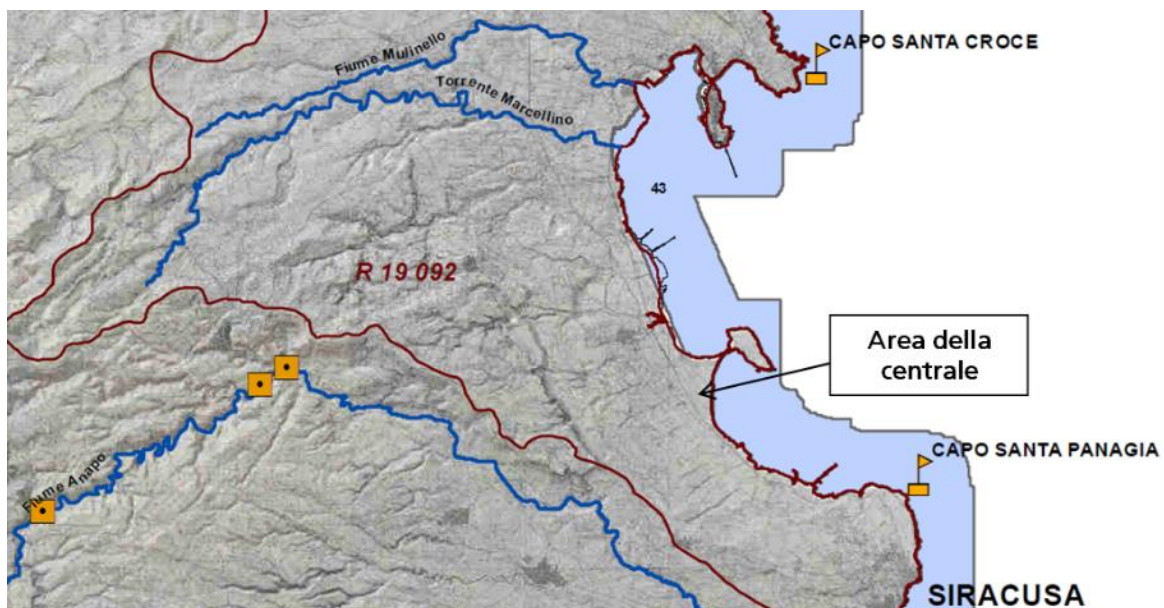 CAPO SANTA CROCE
Fiume Mulinello
Torrente Marcellino
43
R 19 092
Area della
centrale
CAPO SANTA PANAGIA
Fiume Anapo
SIRACUSA